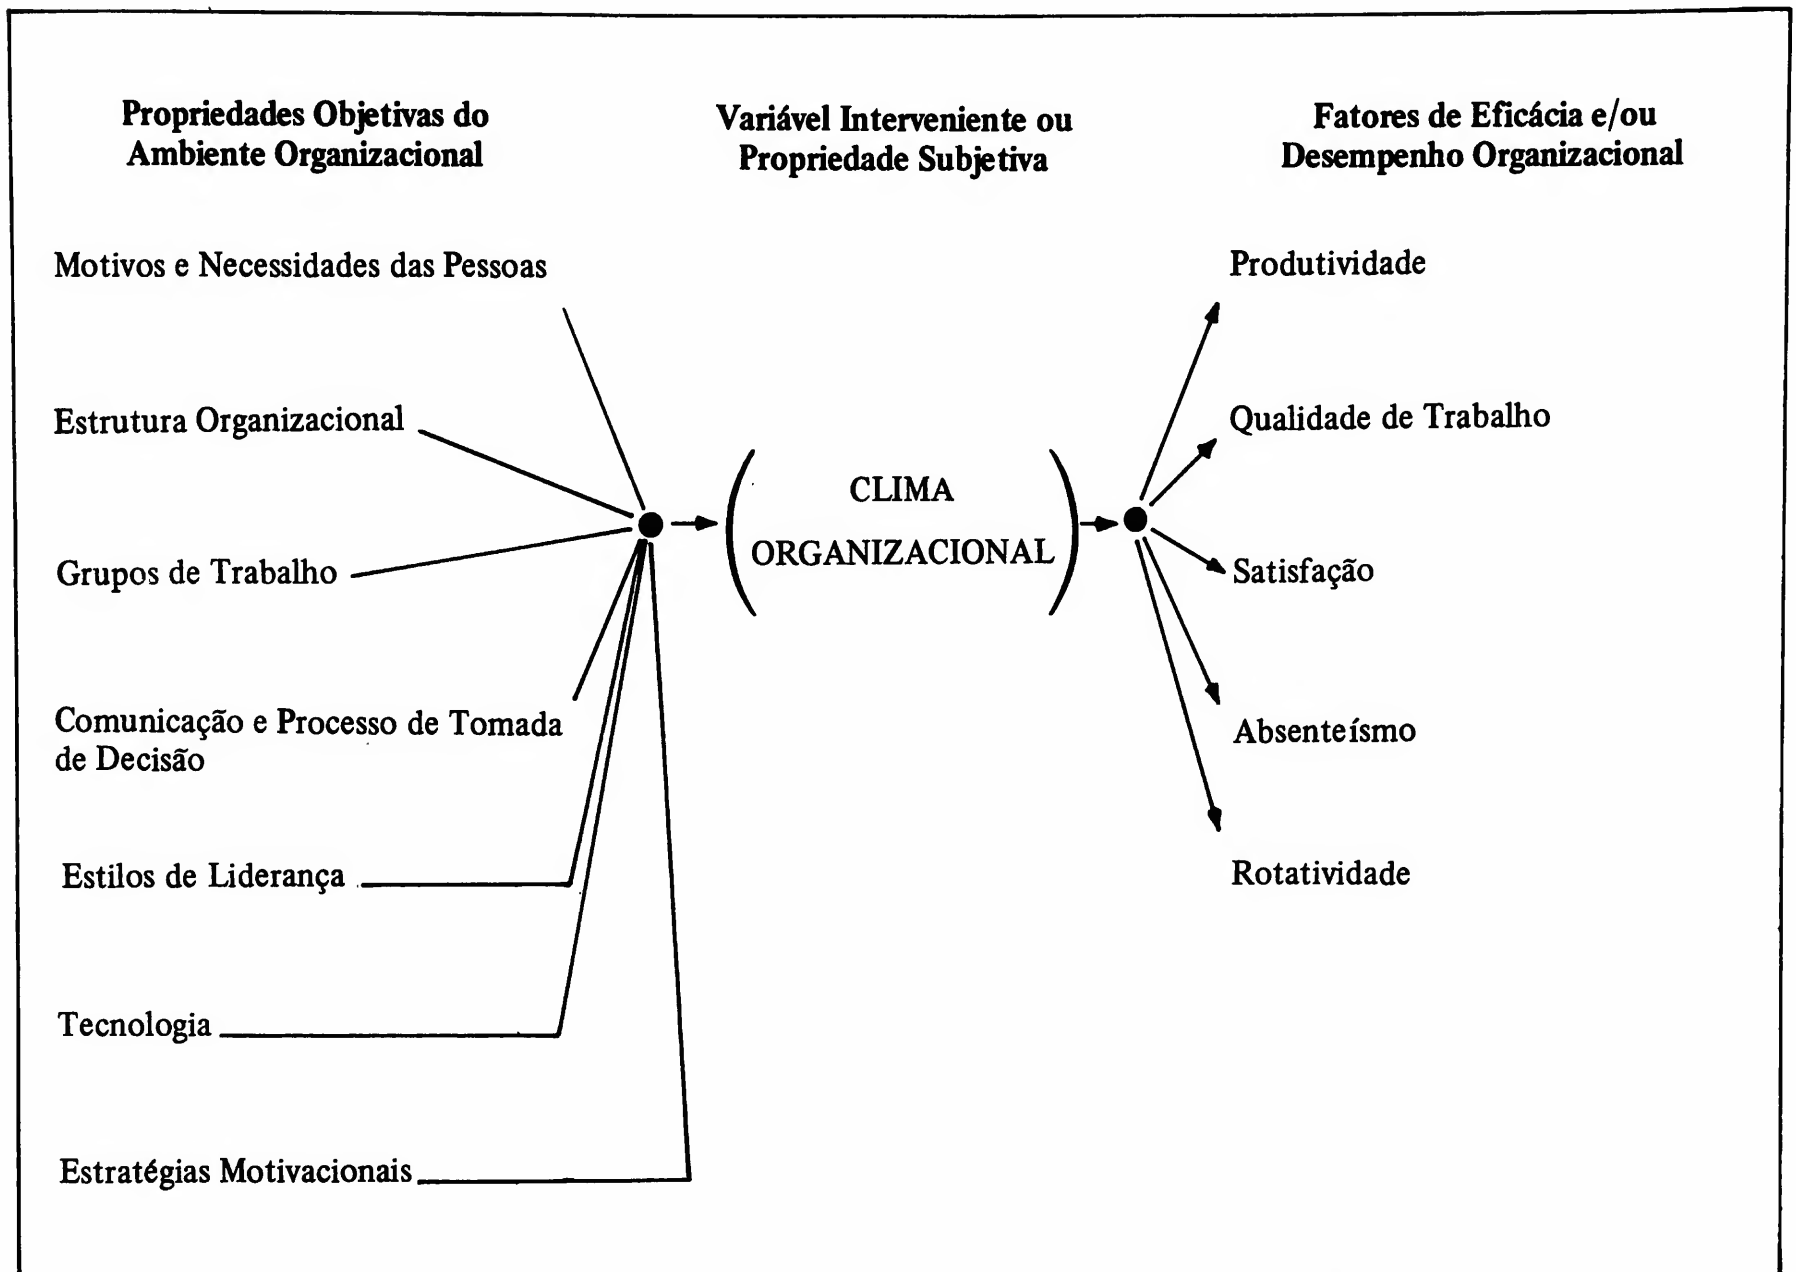 Propriedades Objetivas do
Ambiente Organizacional
Variável Interveniente ou
Propriedade Subjetiva
Fatores de Eficácia e/ou
Desempenho Organizacional
Motivos e Necessidades das Pessoas
Estrutura Organizacional
Grupos de Trabalho
Comunicação e Processo de Tomada
de Decisão
Estilos de Liderança
Tecnologia
Estratégias Motivacionais
CLIMA
ORGANIZACIONAL
Produtividade
Qualidade de Trabalho
Satisfação
Absenteísmo
Rotatividade